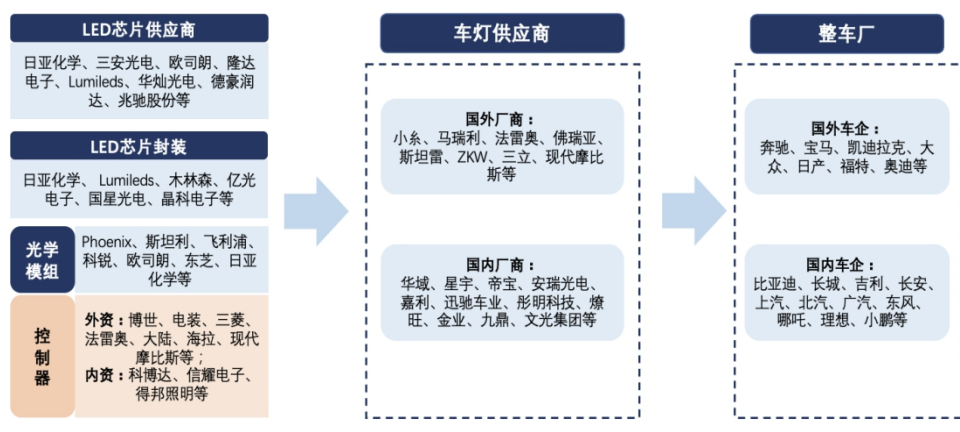 LED芯片供应商
日亚化学、三安光电、欧司朗、隆达
电子、Lumileds、华灿光电、德豪润
达、兆驰股份等
LED芯片封装
日亚化学、 Lumileds、木林森、亿光
电子、国星光电、晶科电子等
光学
模组
Phoenix、斯坦利、飞利浦、
科锐、欧司朗、东芝、日亚
化学等
控
制
器
外资：博世、电装、三菱、
法雷奥、大陆、海拉、现代
摩比斯等；
内资：科博达、信耀电子、
得邦照明等
车灯供应商
国外厂商：
小糸、马瑞利、法雷奥、佛瑞亚、
斯坦雷、ZKW、三立、现代摩比
斯等
国内厂商：
华域、星宇、帝宝、安瑞光电、
嘉利、迅驰车业、彤明科技、燎
旺、金业、九鼎、文光集团等
整车厂
国外车企：
奔驰、宝马、凯迪拉克、大
众、日产、福特、奥迪等
国内车企：
比亚迪、长城、吉利、长安、
上汽、北汽、广汽、东风、
哪吒、理想、小鹏等